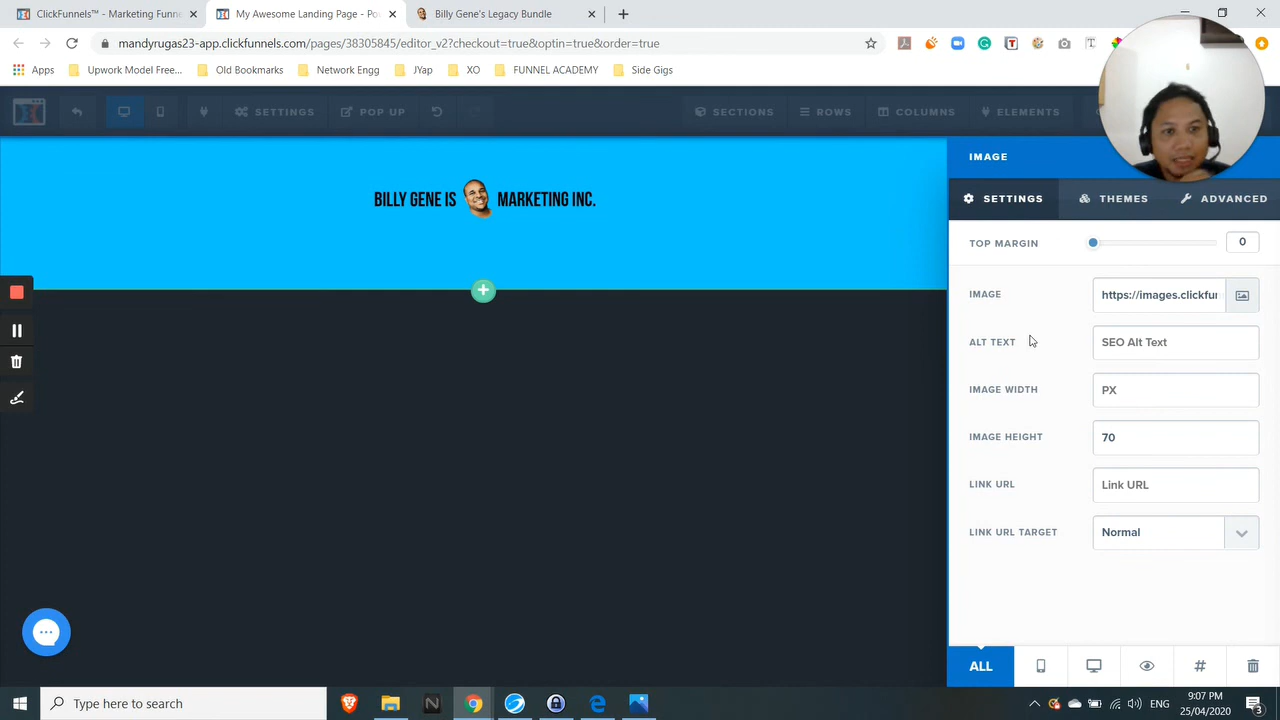 ClickFunnels™ - Marketing Funne
My Awesome Landing Page - Po
Billy Gene's Legacy Bundle
mandyrugas23-app.clickfunnels.com/pages/38305845/editor_v2?checkout=true&optin=true&order=true
Apps
Upwork Model Free...
Old Bookmarks
Network Engg
JYap
XO
FUNNEL ACADEMY
Side Gigs
SETTINGS
POP UP
SECTIONS
ROWS
COLUMNS
ELEMENTS
BILLY GENE IS MARKETING INC.
IMAGE
SETTINGS
THEMES
ADVANCED
TOP MARGIN
0
IMAGE
https://images.clickfu
ALT TEXT
SEO Alt Text
IMAGE WIDTH
PX
IMAGE HEIGHT
70
LINK URL
Link URL
LINK URL TARGET
Normal
ALL
#
Type here to search
ENG
9:07 PM
25/04/2020
3